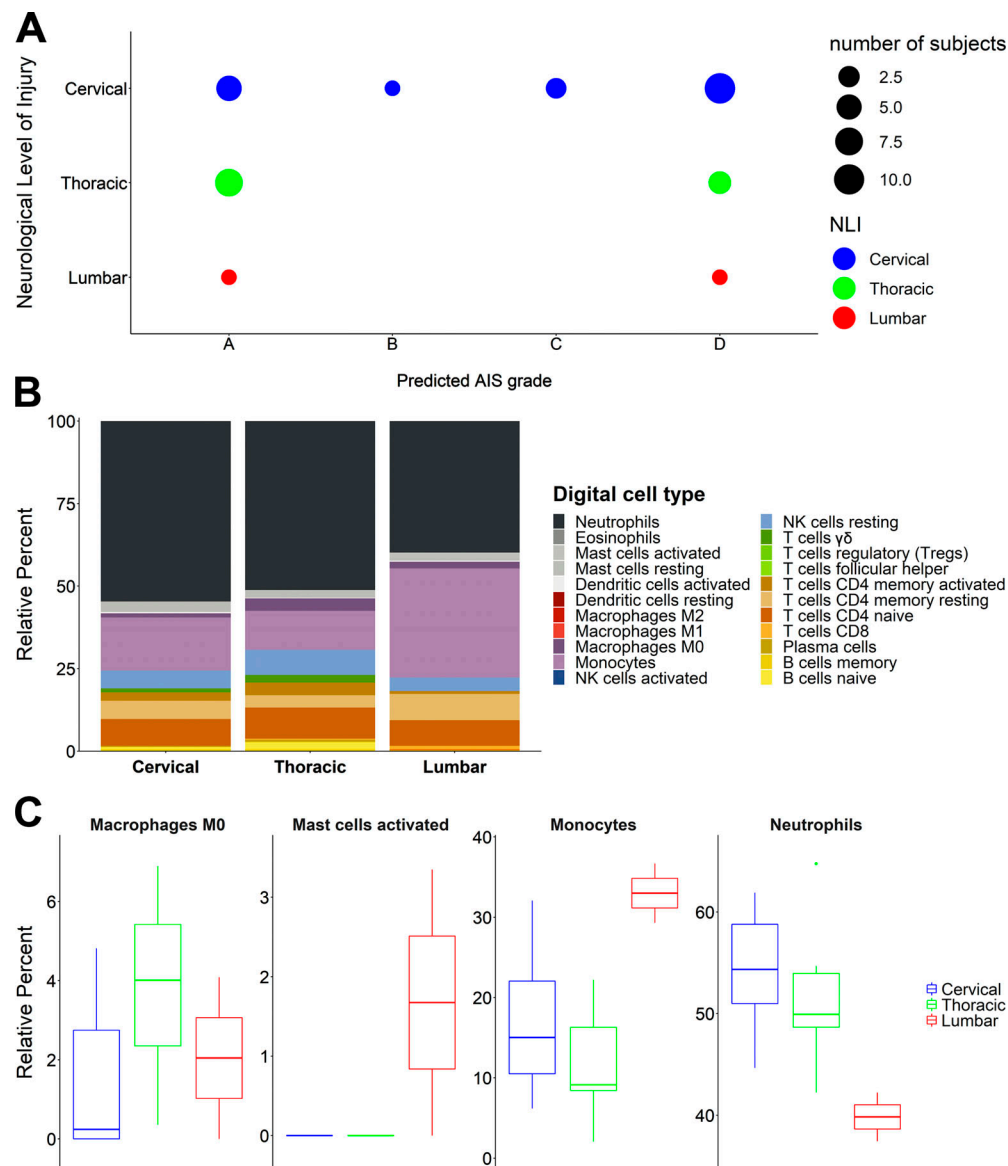 A
Neurological Level of Injury
Cervical
Thoracic
Lumbar
A B C D
Predicted AIS grade
number of subjects
2.5
5.0
7.5
10.0
NLI
Cervical
Thoracic
Lumbar
B
Relative Percent
100
75
50
25
0
Cervical Thoracic Lumbar
Digital cell type
Neutrophils
Eosinophils
Mast cells activated
Mast cells resting
Dendritic cells activated
Dendritic cells resting
Macrophages M2
Macrophages M1
Macrophages M0
Monocytes
NK cells activated
NK cells resting
T cells γδ
T cells regulatory (Tregs)
T cells follicular helper
T cells CD4 memory activated
T cells CD4 memory resting
T cells CD4 naive
T cells CD8
Plasma cells
B cells memory
B cells naive
C
Relative Percent
Macrophages M0
6
4
2
0
Mast cells activated
3
2
1
0
Monocytes
40
30
20
10
0
Neutrophils
60
50
40
Cervical
Thoracic
Lumbar